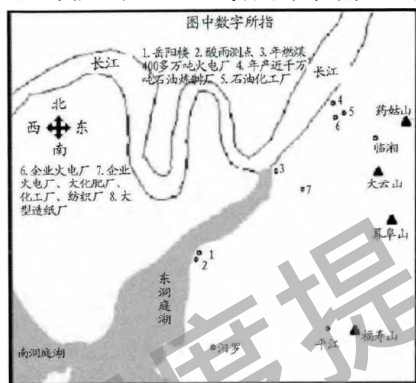 图中数字所指
1. 岳阳楼 2. 酸雨测点 3. 年燃煤
400多万吨火电厂 4. 年产近千万
吨石油炼制厂 5. 石油化工厂
长江
长江
北
西 东
南
6. 企业火电厂 7. 企业
火电厂、大化肥厂、
化工厂、纺织厂 8. 大
型造纸厂
4
5
6
药姑山
临湘
3
大云山
7
幕阜山
1
2
东洞庭湖
南洞庭湖
汨罗
平江
福寿山
度提